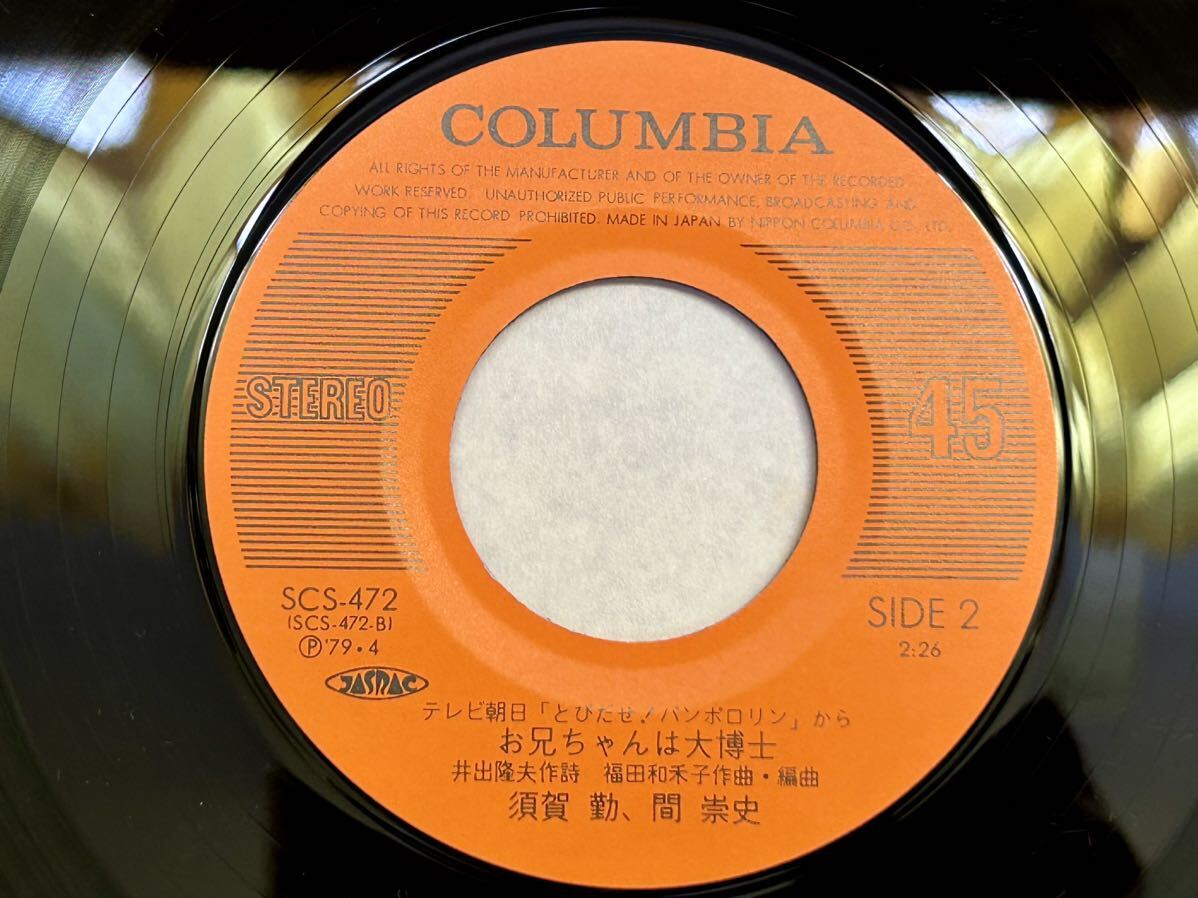 COLUMBIA
ALL RIGHTS OF THE MANUFACTURER AND OF THE OWNER OF THE RECORDED
WORK RESERVED. UNAUTHORIZED PUBLIC PERFORMANCE, BROADCASTING AND
COPYING OF THIS RECORD PROHIBITED. MADE IN JAPAN BY NIPPON COLUMBIA CO., LTD.
STEREO
45
SCS-472
(SCS-472-B)
Ⓟ'79・4
JASRAC
SIDE 2
2:26
テレビ朝日「とびだせ!パンポロリン」から
お兄ちゃんは大博士
井出隆夫作詩 福田和禾子作曲・編曲
須賀 勤、間 崇史